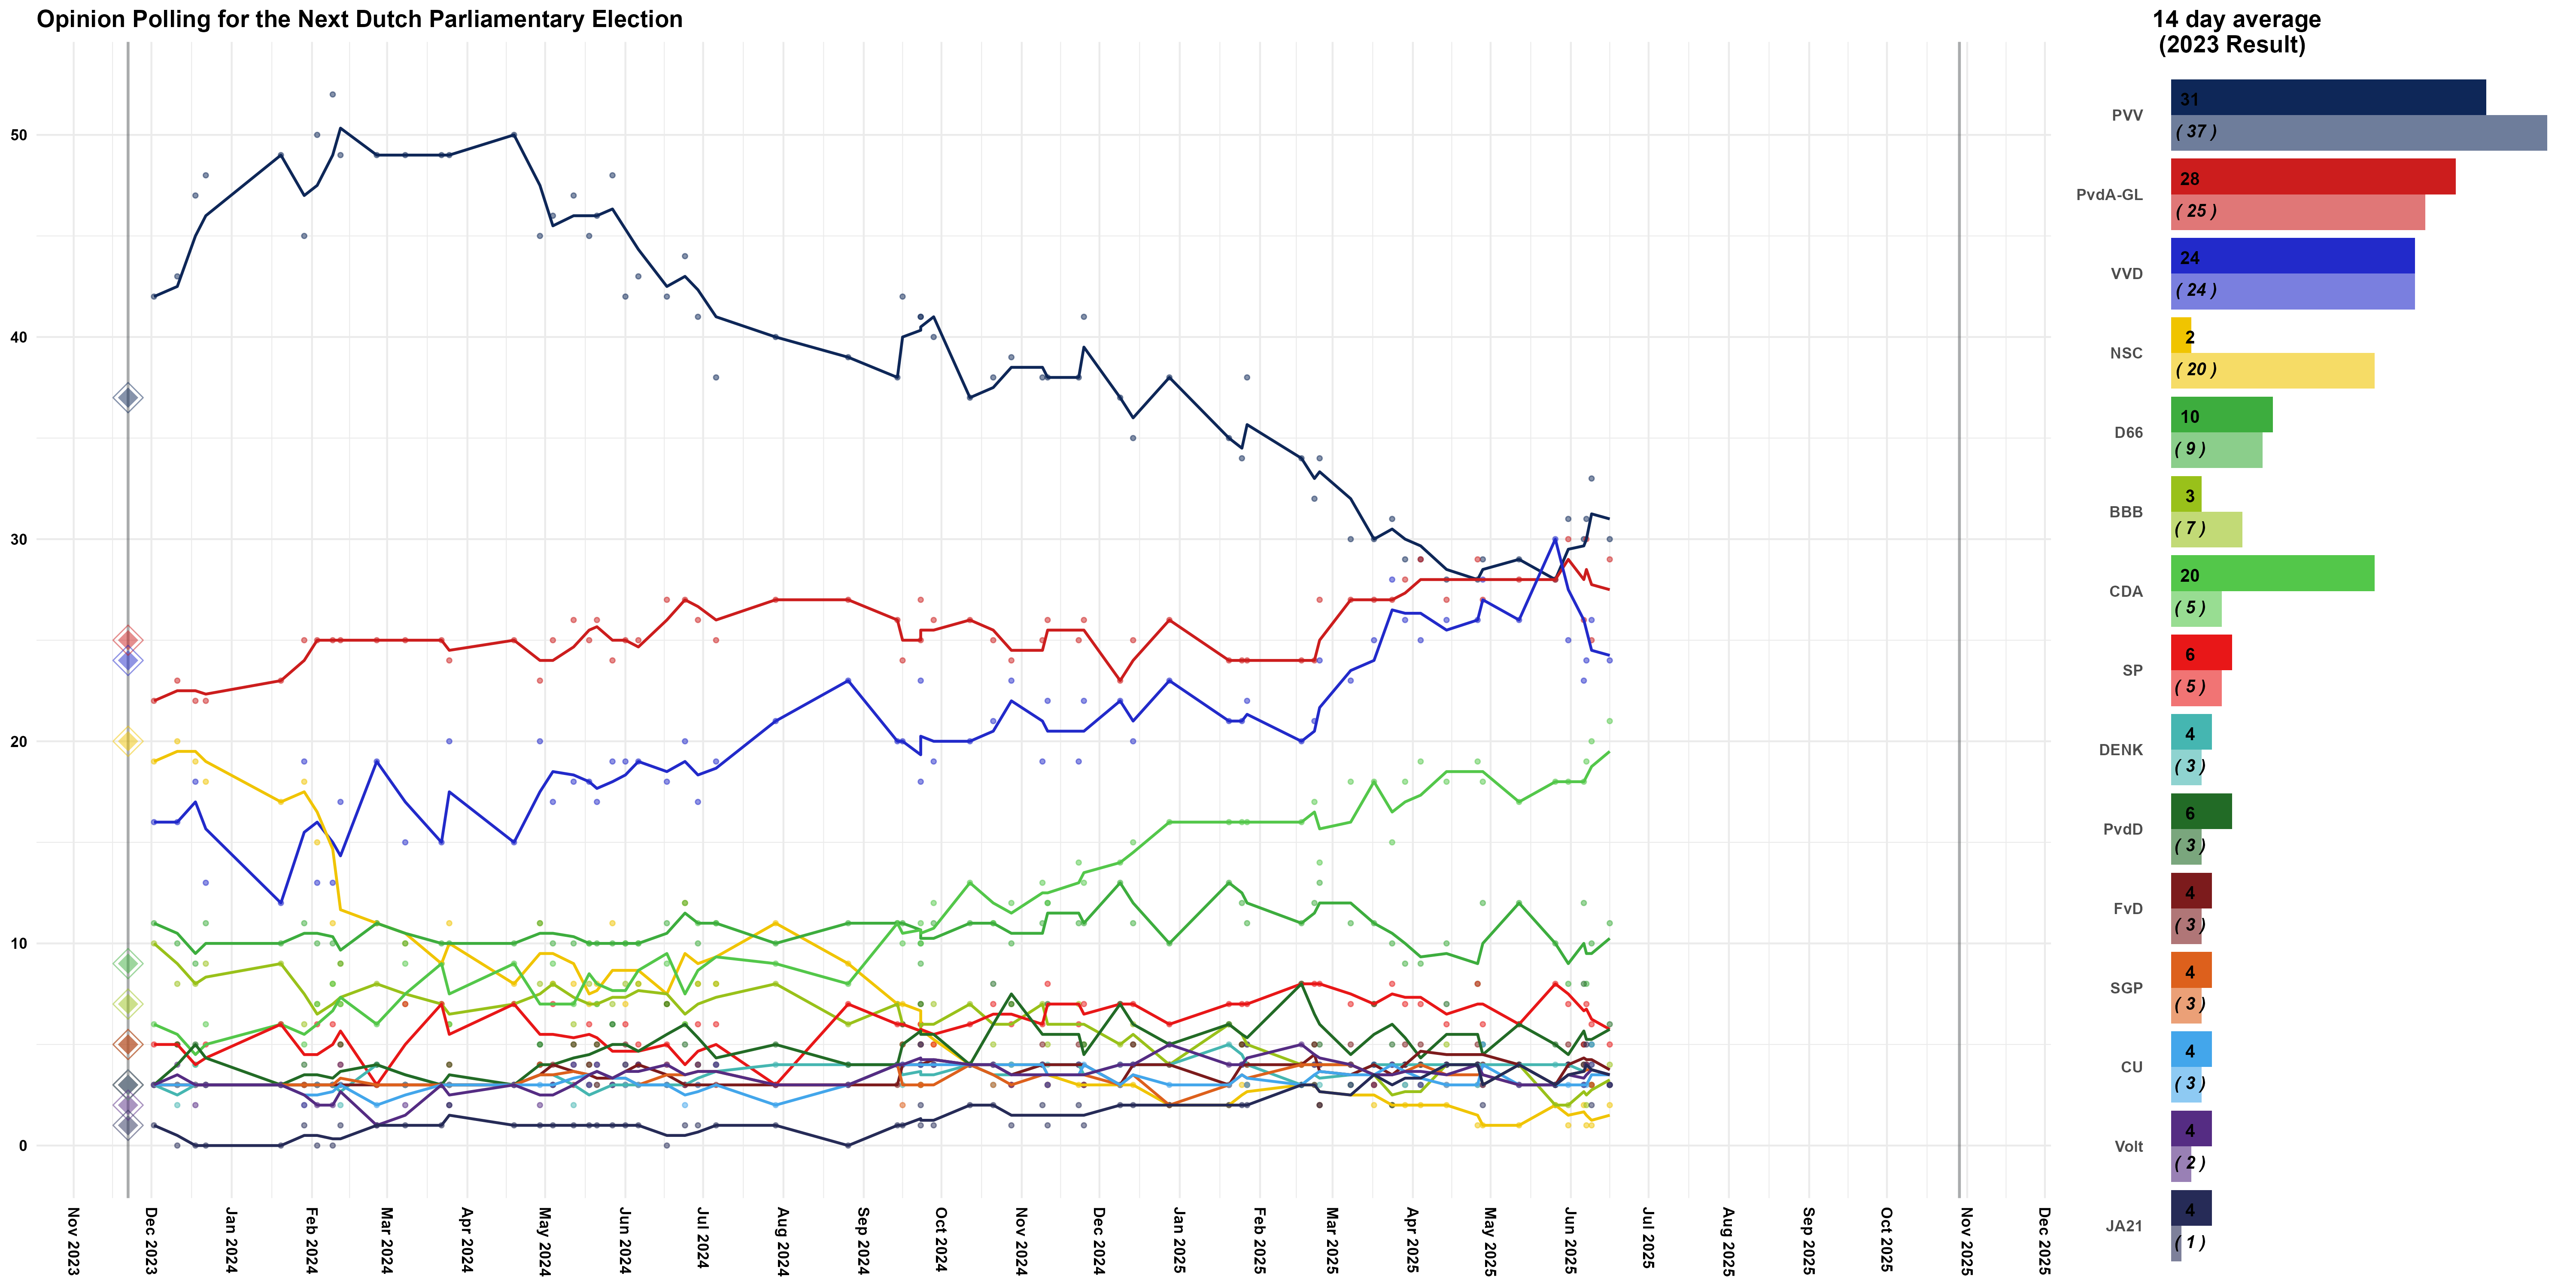 Opinion Polling for the Next Dutch Parliamentary Election
50
40
30
20
10
0
Nov 2023
Dec 2023
Jan 2024
Feb 2024
Mar 2024
Apr 2024
May 2024
Jun 2024
Jul 2024
Aug 2024
Sep 2024
Oct 2024
Nov 2024
Dec 2024
Jan 2025
Feb 2025
Mar 2025
Apr 2025
May 2025
Jun 2025
Jul 2025
Aug 2025
Sep 2025
Oct 2025
Nov 2025
Dec 2025
14 day average
(2023 Result)
PVV
31
( 37 )
PvdA-GL
28
( 25 )
VVD
24
( 24 )
NSC
2
( 20 )
D66
10
( 9 )
BBB
3
( 7 )
CDA
20
( 5 )
SP
6
( 5 )
DENK
4
( 3 )
PvdD
6
( 3 )
FvD
4
( 3 )
SGP
4
( 3 )
CU
4
( 3 )
Volt
4
( 2 )
JA21
4
( 1 )